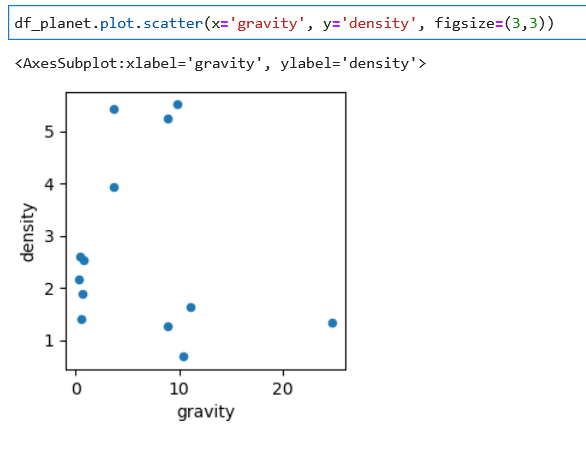 df_planet.plot.scatter(x='gravity', y='density', figsize=(3,3))
<AxesSubplot:xlabel='gravity', ylabel='density'>
5
4
3
2
1
density
0 10 20
gravity